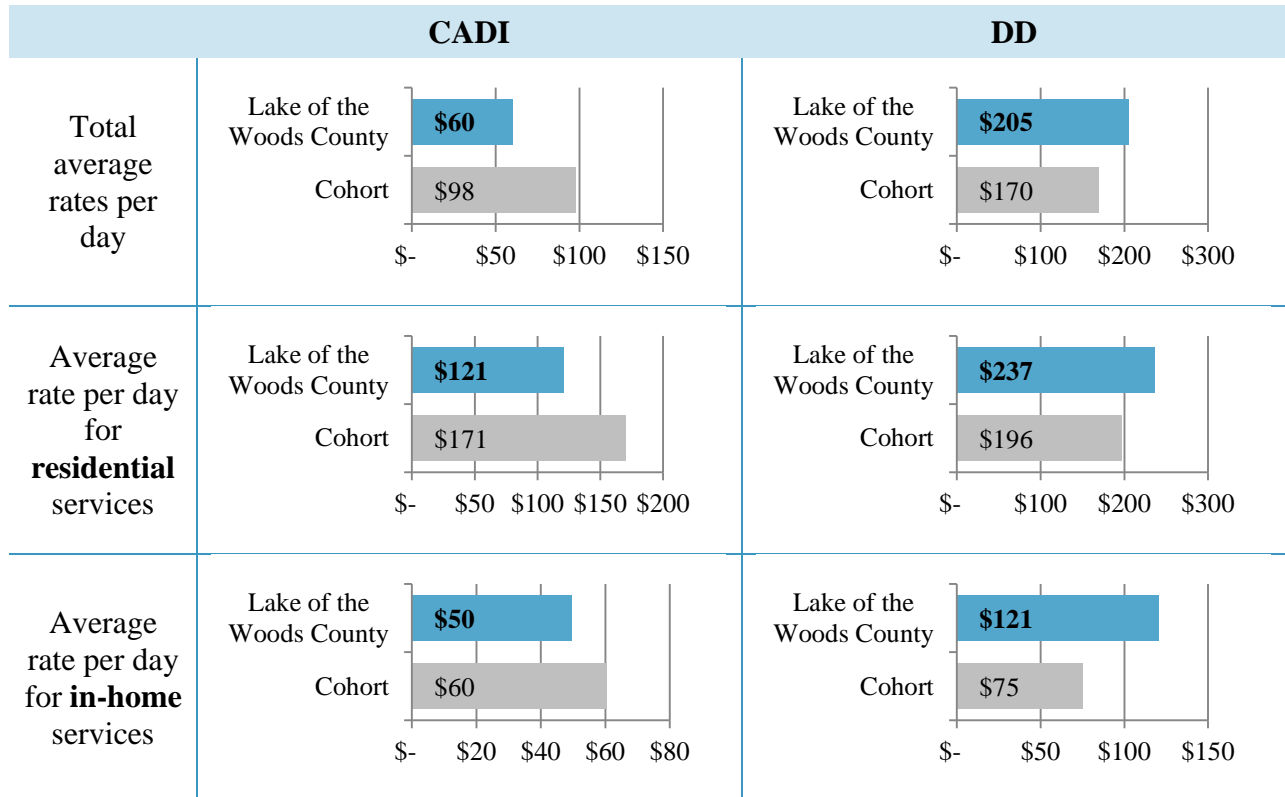 CADI
DD
Total
average
rates per
day
Lake of the
Woods County
$60
Cohort
$98
$- $50 $100 $150
Lake of the
Woods County
$205
Cohort
$170
$- $100 $200 $300
Average
rate per day
for
residential
services
Lake of the
Woods County
$121
Cohort
$171
$- $50 $100 $150 $200
Lake of the
Woods County
$237
Cohort
$196
$- $100 $200 $300
Average
rate per day
for in-home
services
Lake of the
Woods County
$50
Cohort
$60
$- $20 $40 $60 $80
Lake of the
Woods County
$121
Cohort
$75
$- $50 $100 $150